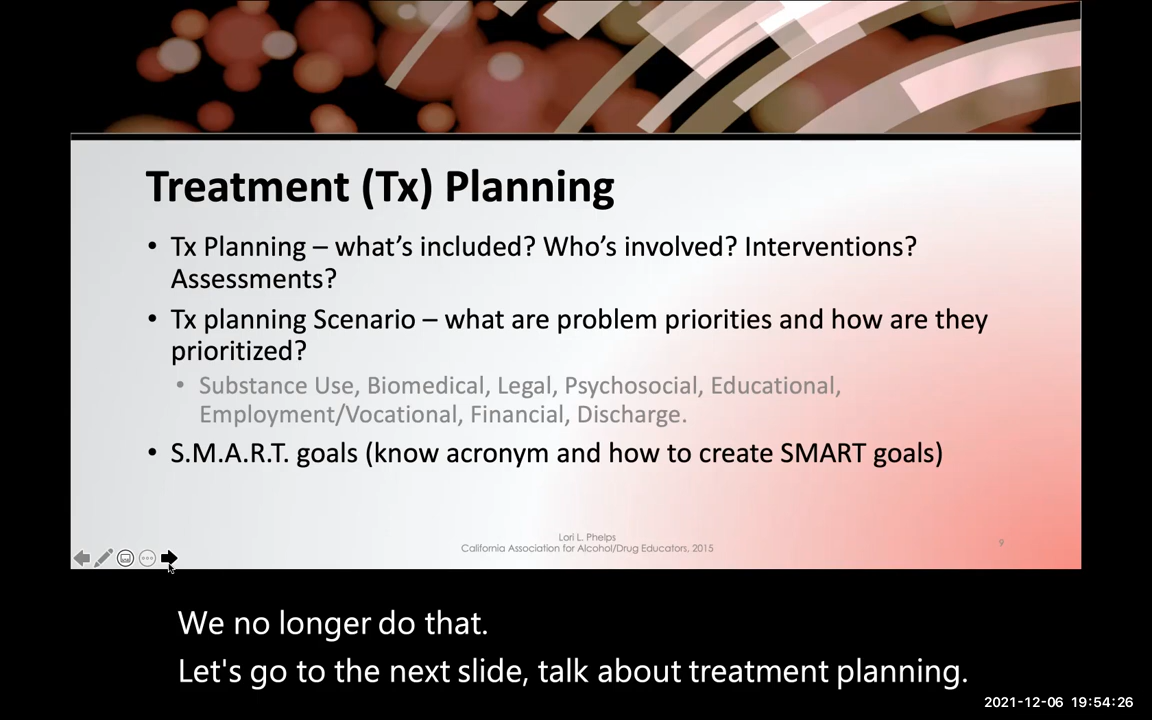 Treatment (Tx) Planning
• Tx Planning – what's included? Who's involved? Interventions?
Assessments?
• Tx planning Scenario – what are problem priorities and how are they
prioritized?
• Substance Use, Biomedical, Legal, Psychosocial, Educational,
Employment/Vocational, Financial, Discharge.
• S.M.A.R.T. goals (know acronym and how to create SMART goals)
Lori L. Phelps
California Association for Alcohol/Drug Educators, 2015
9
We no longer do that.
Let's go to the next slide, talk about treatment planning.
2021-12-06 19:54:26